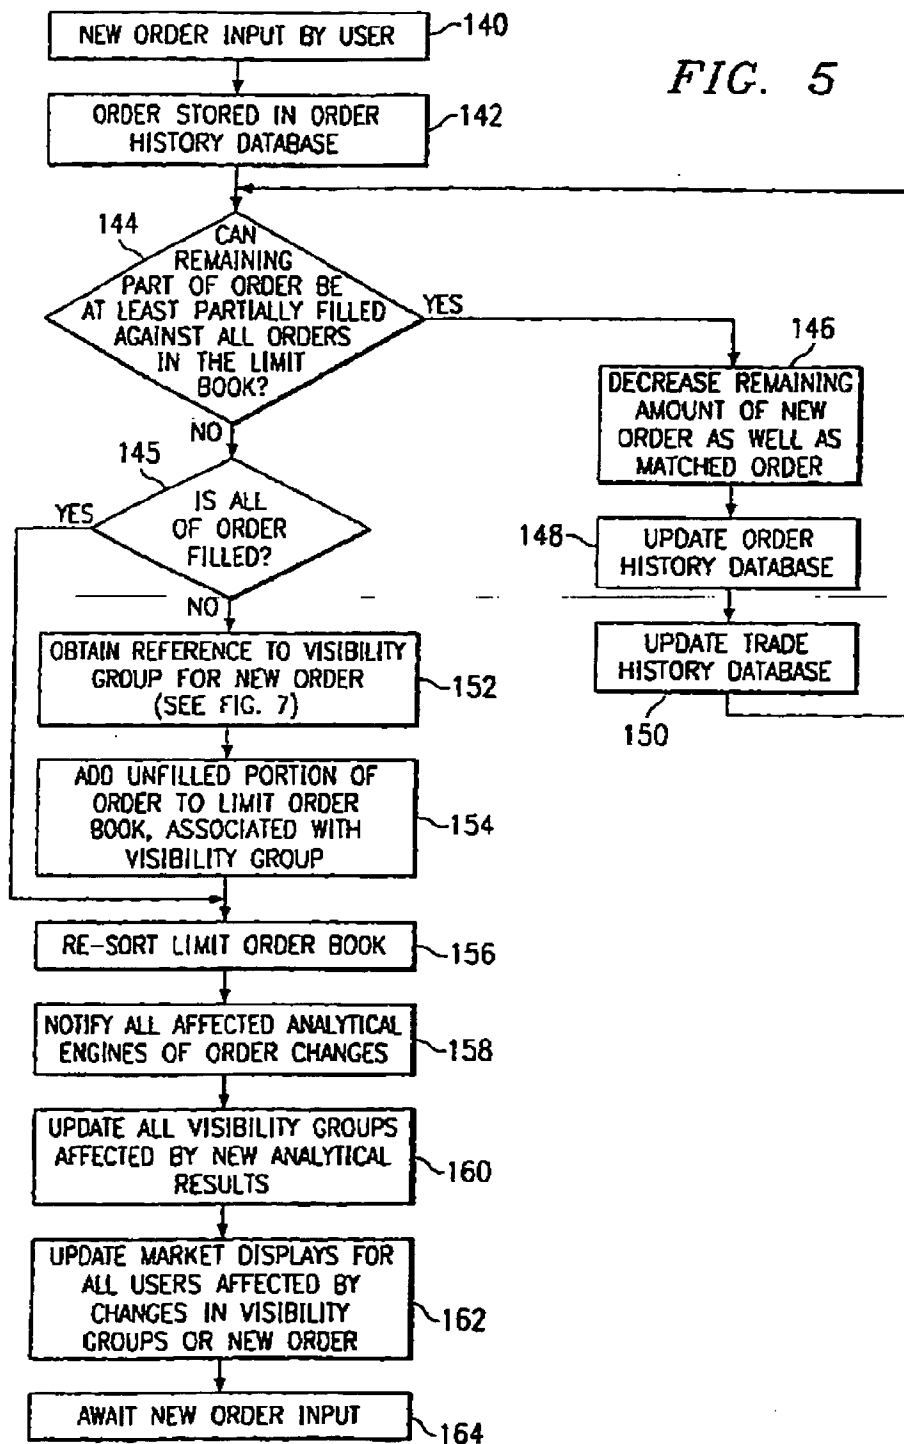 NEW ORDER INPUT BY USER
140
FIG. 5
ORDER STORED IN ORDER
HISTORY DATABASE
142
144
CAN
REMAINING
PART OF ORDER BE
AT LEAST PARTIALLY FILLED
AGAINST ALL ORDERS
IN THE LIMIT
BOOK?
YES
NO
146
DECREASE REMAINING
AMOUNT OF NEW
ORDER AS WELL AS
MATCHED ORDER
145
IS ALL
OF ORDER
FILLED?
YES
NO
148
UPDATE ORDER
HISTORY DATABASE
UPDATE TRADE
HISTORY DATABASE
150
OBTAIN REFERENCE TO VISIBILITY
GROUP FOR NEW ORDER
(SEE FIG. 7)
152
ADD UNFILLED PORTION OF
ORDER TO LIMIT ORDER
BOOK, ASSOCIATED WITH
VISIBILITY GROUP
154
RE-SORT LIMIT ORDER BOOK
156
NOTIFY ALL AFFECTED ANALYTICAL
ENGINES OF ORDER CHANGES
158
UPDATE ALL VISIBILITY GROUPS
AFFECTED BY NEW ANALYTICAL
RESULTS
160
UPDATE MARKET DISPLAYS FOR
ALL USERS AFFECTED BY
CHANGES IN VISIBILITY
GROUPS OR NEW ORDER
162
AWAIT NEW ORDER INPUT
164